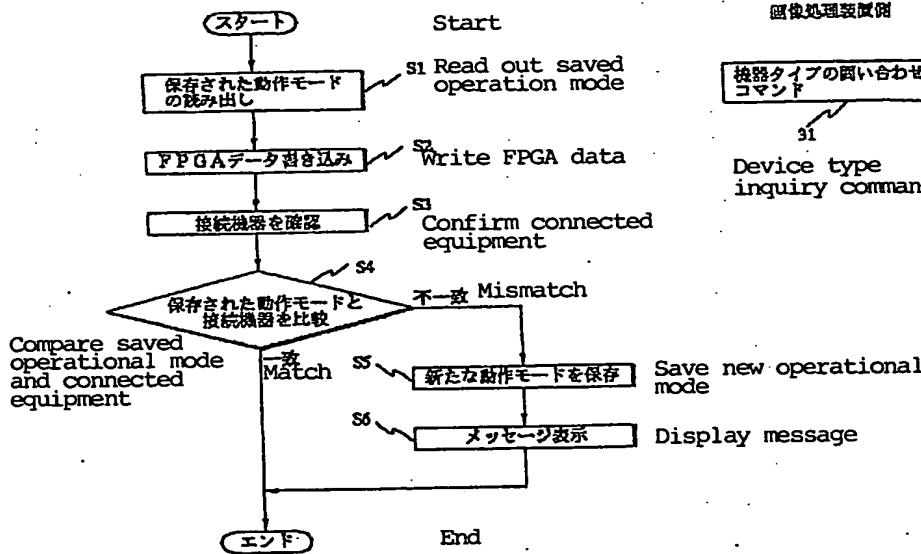 スタート
Start
画像処理装置側
保存された動作モード
の読み出し
S1 Read out saved
operation mode
機器タイプの問い合わせ
コマンド
S1
Device type
inquiry comman
FPGAデータ書き込み
S2
Write FPGA data
接続機器を確認
S3
Confirm connected
equipment
S4
保存された動作モードと
接続機器を比較
不一致 Mismatch
一致
Match
Compare saved
operational mode
and connected
equipment
S5
新たな動作モードを保存
Save new operational
mode
S6
メッセージ表示
Display message
エンド
End